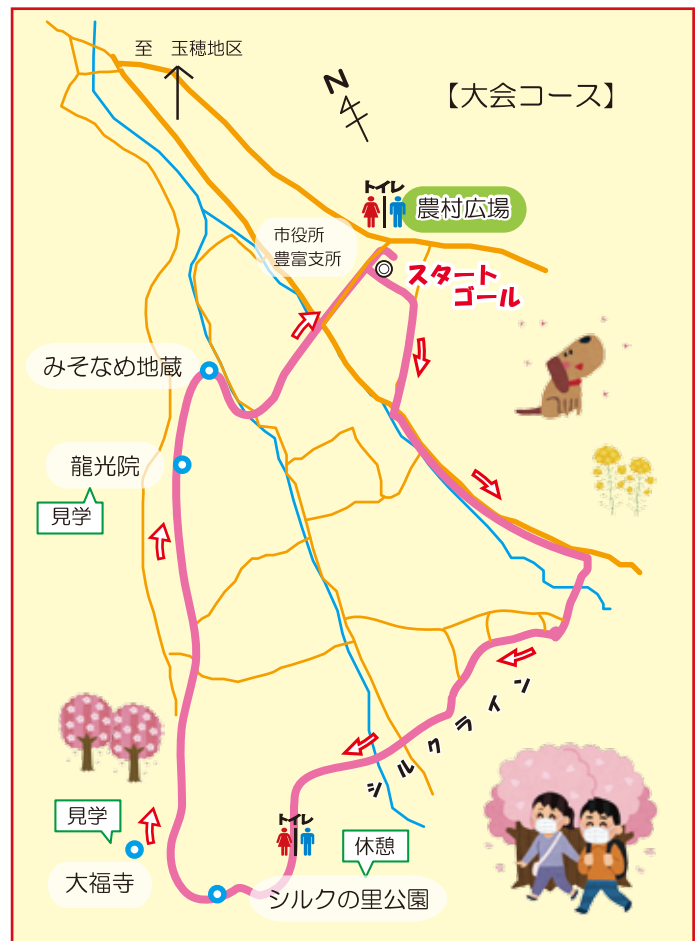 至 玉穂地区
N
【大会コース】
トイレ
農村広場
市役所
豊富支所
スタート
ゴール
みそなめ地蔵
龍光院
見学
シルクライン
見学
大福寺
トイレ
休憩
シルクの里公園